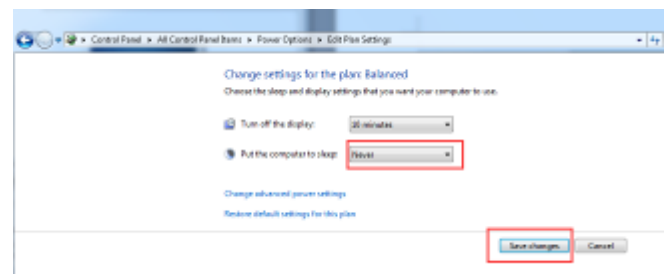 Control Panel ▸ All Control Panel Items ▸ Power Options ▸ Edit Plan Settings
Change settings for the plan: Balanced
Choose the sleep and display settings that you want your computer to use.
Turn off the display:
minutes
Put the computer to sleep:
Never
Change advanced power settings
Restore default settings for this plan
Save changes
Cancel